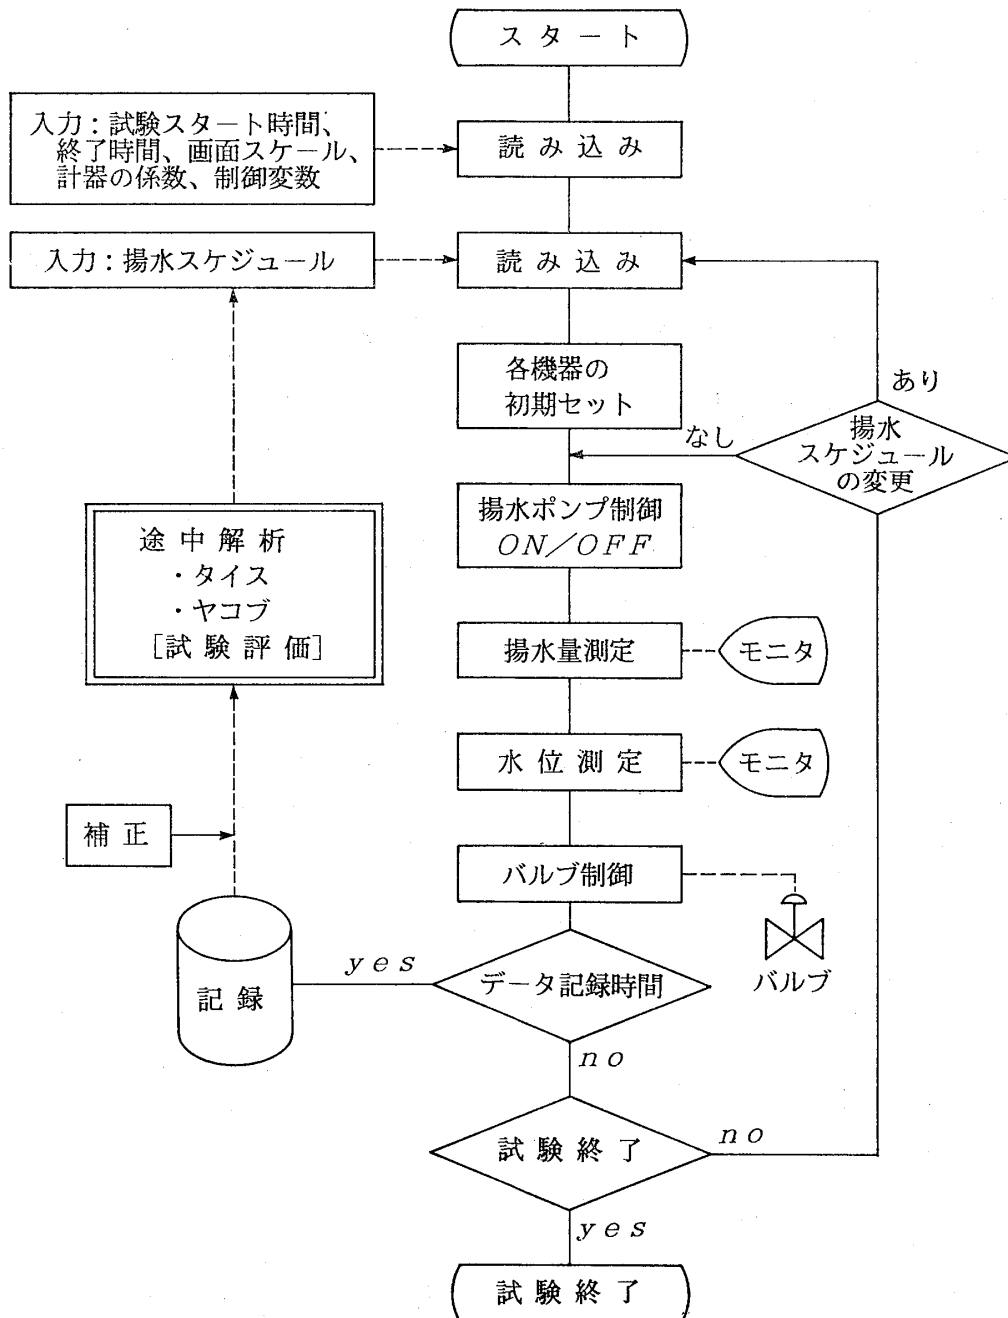 スタート
入力：試験スタート時間、
終了時間、画面スケール、
計器の係数、制御変数
読み込み
入力：揚水スケジュール
読み込み
各機器の
初期セット
あり
なし
揚水
スケジュール
の変更
揚水ポンプ制御
ON／OFF
途中解析
・タイス
・ヤコブ
［試験評価］
揚水量測定
モニタ
水位測定
モニタ
補正
バルブ制御
バルブ
yes
データ記録時間
記録
no
試験終了
no
yes
試験終了